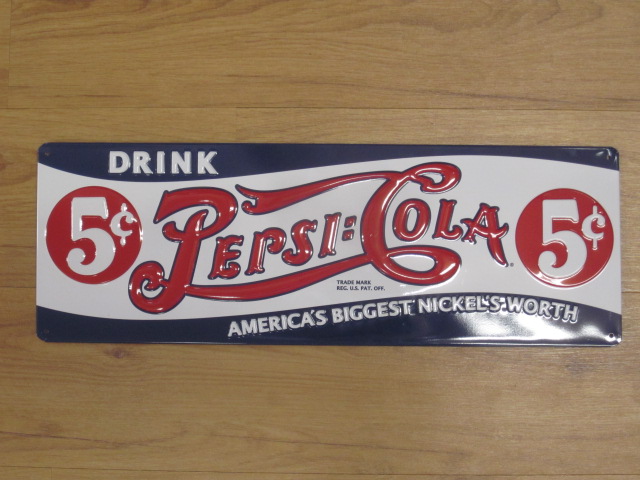 DRINK
5¢
PEPSI:COLA
5¢
TRADE MARK
REG. U.S. PAT. OFF.
AMERICA'S BIGGEST NICKEL'S WORTH